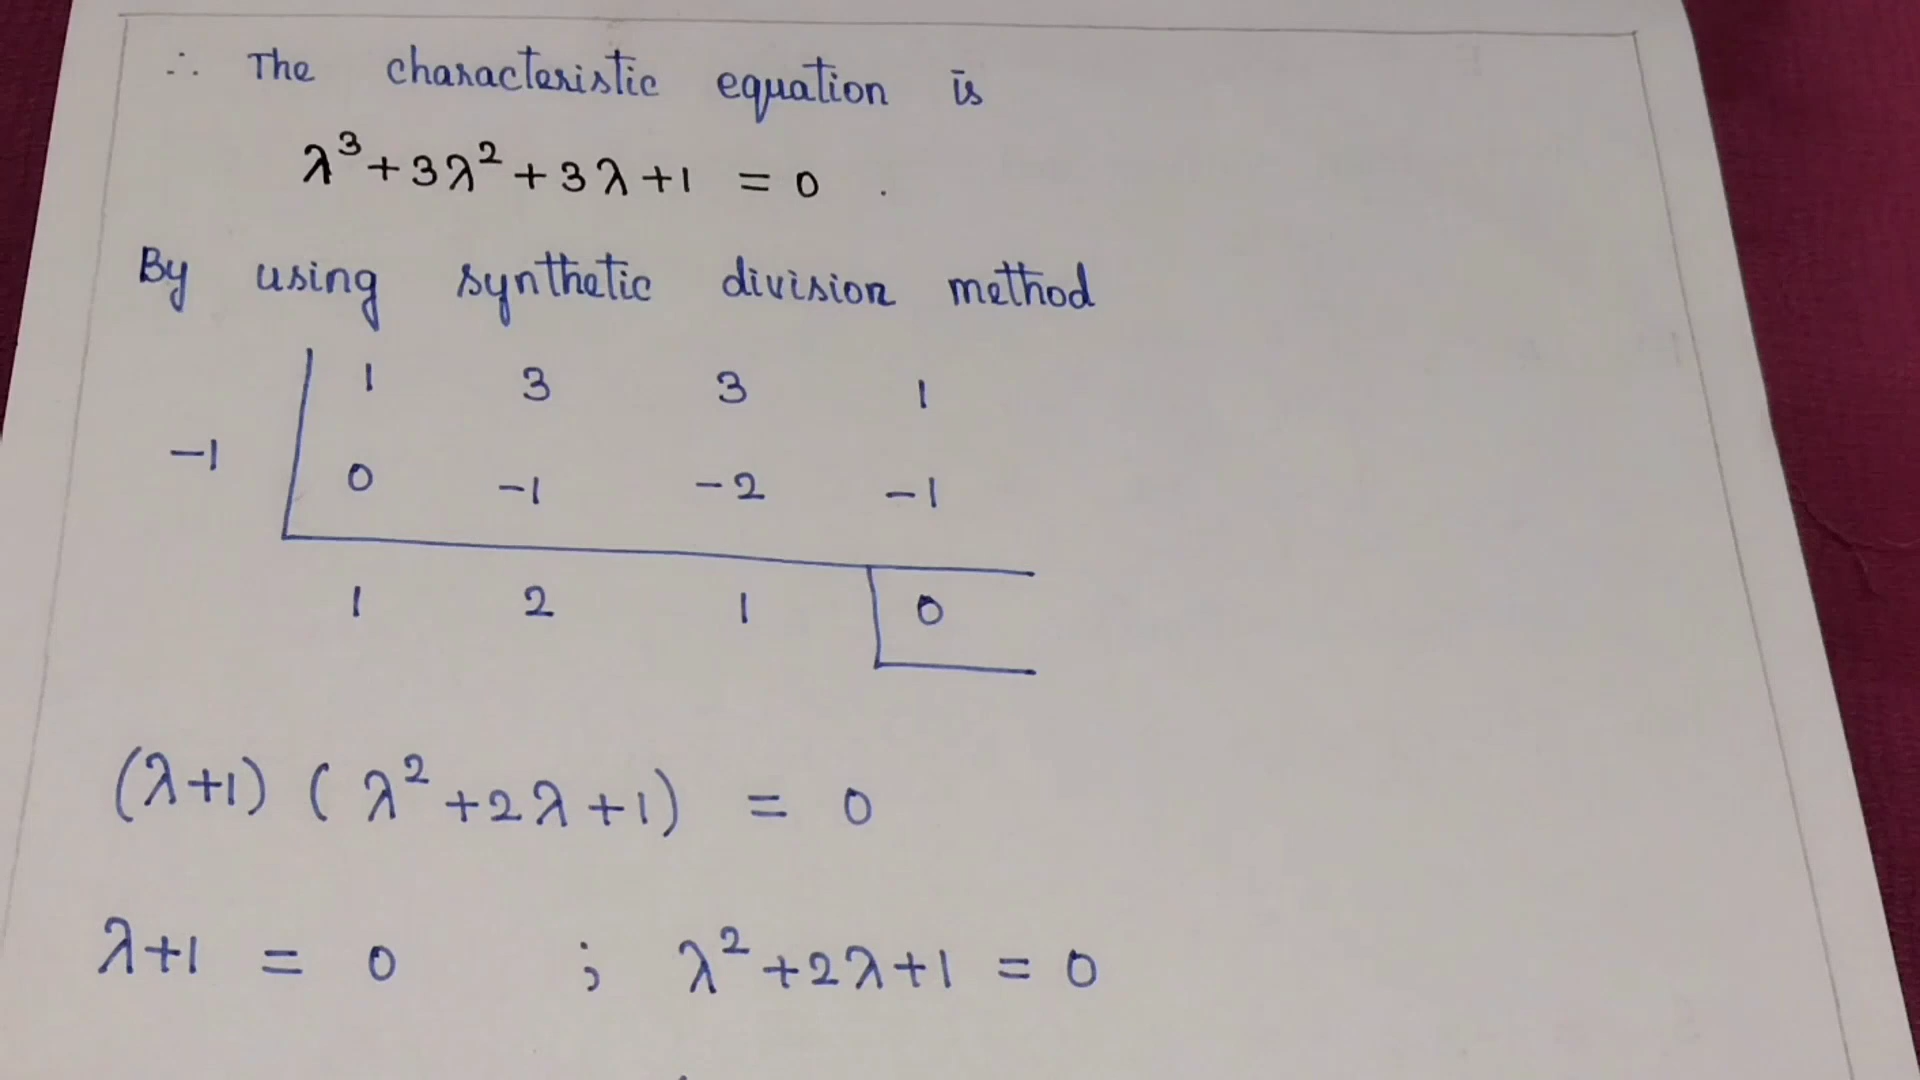 ∴ The characteristic equation is
λ³+3λ²+3λ+1 = 0 .
By using synthetic division method
1 3 3 1
-1
0 -1 -2 -1
1 2 1 0
(λ+1) (λ²+2λ+1) = 0
λ+1 = 0 ; λ²+2λ+1 = 0